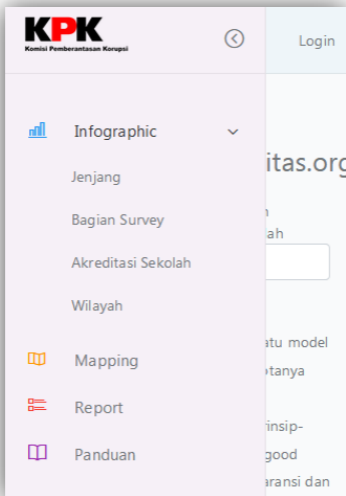 KPK
Komisi Pemberantasan Korupsi
Login
Infographic
Jenjang
Bagian Survey
Akreditasi Sekolah
Wilayah
Mapping
Report
Panduan
itas.org
ah
atu model
tanya
rinsip-
good
aransi dan